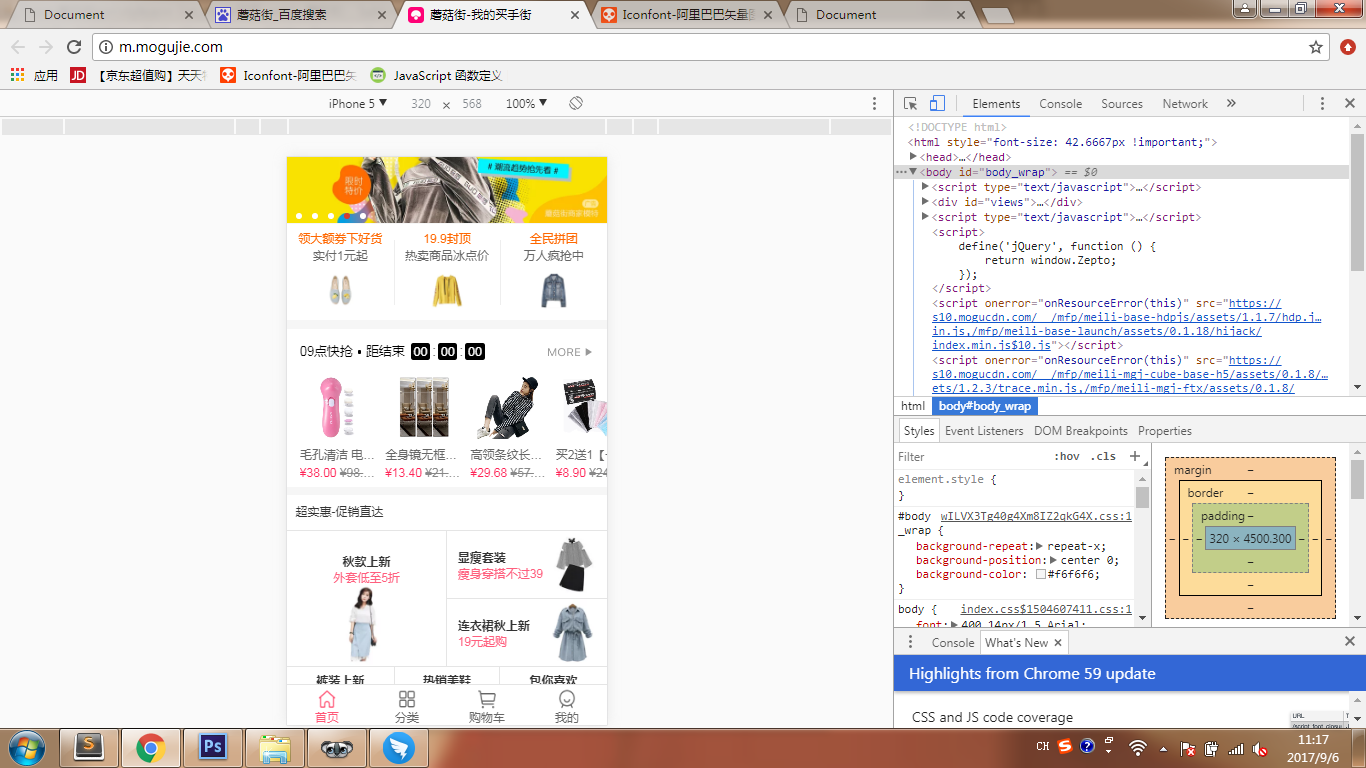 Document
蘑菇街_百度搜索
蘑菇街-我的买手街
Iconfont-阿里巴巴矢量
Document
m.mogujie.com
应用
【京东超值购】天天
Iconfont-阿里巴巴矢
JavaScript 函数定义
iPhone 5 ▼ 320 × 568 100% ▼
Elements Console Sources Network »
<!DOCTYPE html>
<html style="font-size: 42.6667px !important;">
▶<head>…</head>
…▼<body id="body_wrap"> == $0
▶<script type="text/javascript">…</script>
▶<div id="views">…</div>
▶<script type="text/javascript">…</script>
<script>
define('jQuery', function () {
return window.Zepto;
});
</script>
<script onerror="onResourceError(this)" src="https://
s10.mogucdn.com/__/mfp/meili-base-hdpjs/assets/1.1.7/hdp.j…
in.js,/mfp/meili-base-launch/assets/0.1.18/hijack/
index.min.js$10.js"></script>
<script onerror="onResourceError(this)" src="https://
s10.mogucdn.com/__/mfp/meili-mgj-cube-base-h5/assets/0.1.8/…
ets/1.2.3/trace.min.js,/mfp/meili-mgj-ftx/assets/0.1.8/
html body#body_wrap
Styles Event Listeners DOM Breakpoints Properties
Filter :hov .cls +
element.style {
}
#body wILVX3Tg40g4Xm8IZ2qkG4X.css:1
_wrap {
background-repeat:▶ repeat-x;
background-position:▶ center 0;
background-color: #f6f6f6;
}
body { index.css$1504607411.css:1
font:▶ 400 14px/1.5 Arial;
margin –
border –
padding –
320 × 4500.300
–
–
–
Console What's New ×
Highlights from Chrome 59 update
CSS and JS code coverage
URL
# 潮流趋势抢先看 #
限时
特价
领大额券下好货
实付1元起
19.9封顶
热卖商品冰点价
全民拼团
万人疯抢中
09点快抢 • 距结束 00 : 00 : 00 MORE ▶
毛孔清洁 电…
¥38.00 ¥98.…
全身镜无框…
¥13.40 ¥21.…
高领条纹长…
¥29.68 ¥57.…
买2送1【
¥8.90 ¥24
超实惠-促销直达
秋款上新
外套低至5折
显瘦套装
瘦身穿搭不过39
连衣裙秋上新
19元起购
裤装上新 热销美鞋 包你喜欢
首页 分类 购物车 我的
Ps
CH
11:17
2017/9/6